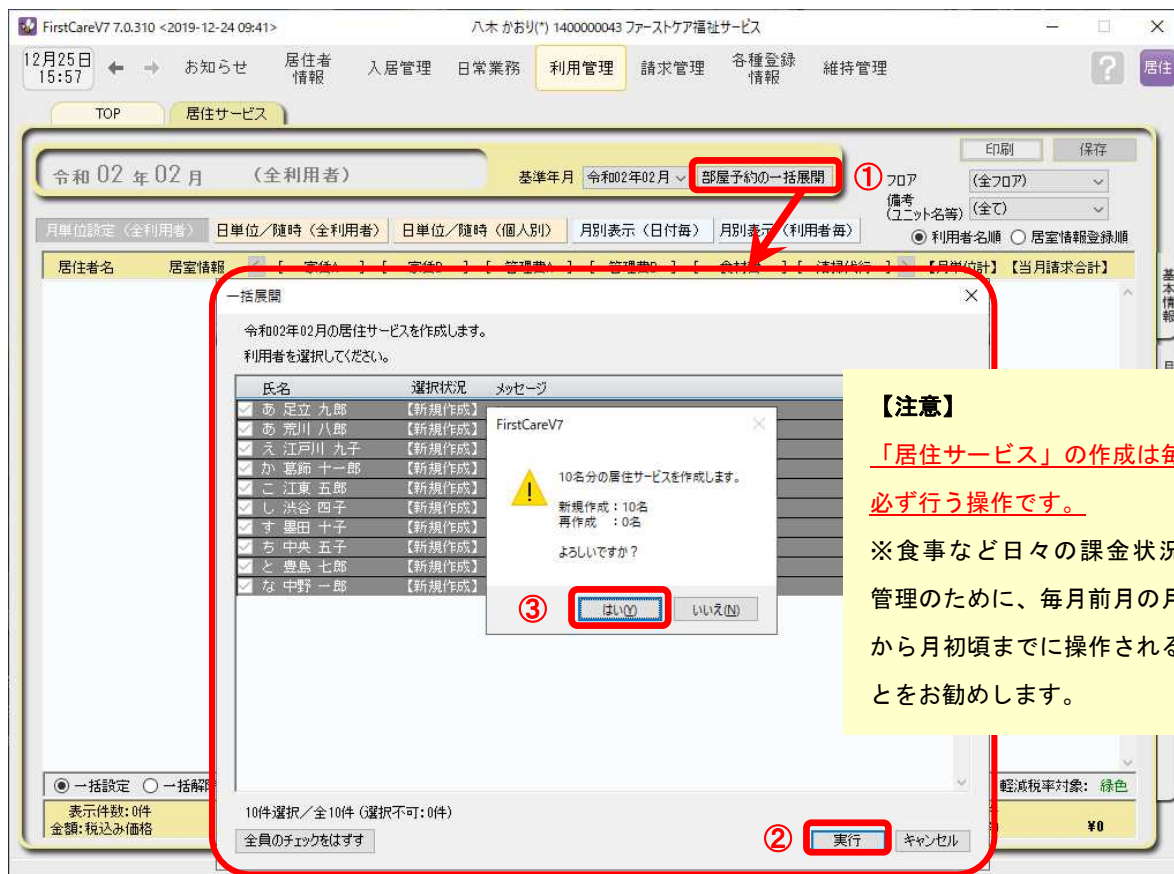 FirstCareV7 7.0.310 <2019-12-24 09:41> 八木 かおり(*) 1400000043 ファーストケア福祉サービス
12月25日
15:57
お知らせ
居住者情報
入居管理
日常業務
利用管理
請求管理
各種登録情報
維持管理
?
居住
TOP
居住サービス
印刷
保存
令和 02 年 02 月 (全利用者)
基準年月 令和02年02月
部屋予約の一括展開
①
フロア (全フロア)
備考
(ユニット名等) (全て)
月単位設定 (全利用者)
日単位/随時 (全利用者)
日単位/随時 (個人別)
月別表示 (日付毎)
月別表示 (利用者毎)
利用者名順 居室情報登録順
居住者名 居室情報 [ 家賃A ] [ 家賃B ] [ 管理費A ] [ 管理費B ] [ 食材費 ] [ 清掃代行 ] 【月単位計】【当月請求合計】
基本情報
一括展開
令和02年02月の居住サービスを作成します。
利用者を選択してください。
氏名 選択状況 メッセージ
あ 足立 九郎 【新規作成】
あ 荒川 八郎 【新規作成】
え 江戸川 九子 【新規作成】
か 葛飾 十一郎 【新規作成】
こ 江東 五郎 【新規作成】
し 渋谷 四子 【新規作成】
す 墨田 十子 【新規作成】
ち 中央 五子 【新規作成】
と 豊島 七郎 【新規作成】
な 中野 一郎 【新規作成】
FirstCareV7
10名分の居住サービスを作成します。
新規作成:10名
再作成 :0名
よろしいですか?
③
はい(Y)
いいえ(N)
【注意】
「居住サービス」の作成は毎
必ず行う操作です。
※食事など日々の課金状況
管理のために、毎月前月の月
から月初頃までに操作される
とをお勧めします。
一括設定 一括解除
軽減税率対象: 緑色
表示件数:0件
金額:税込み価格
¥0
10件選択/全10件 (選択不可:0件)
全員のチェックをはずす
②
実行
キャンセル